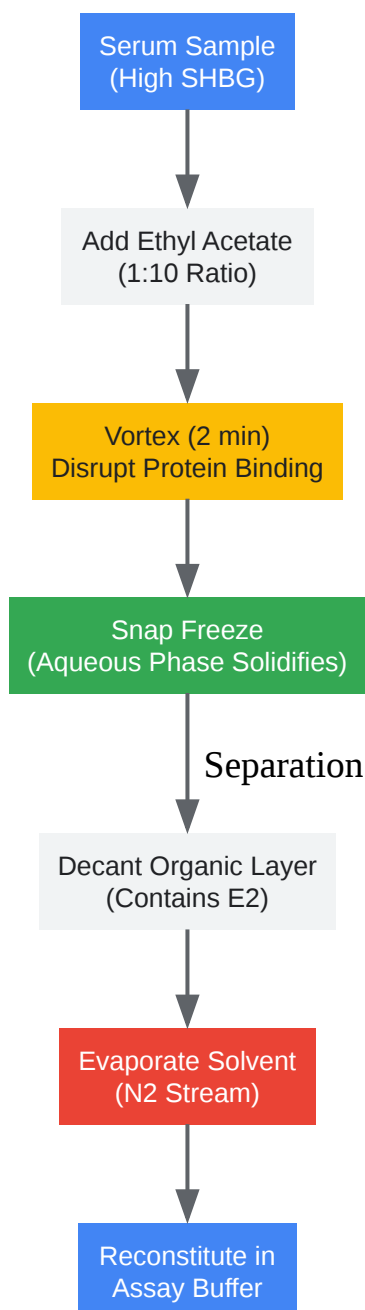 Serum Sample
(High SHBG)
Add Ethyl Acetate
(1:10 Ratio)
Vortex (2 min)
Disrupt Protein Binding
Snap Freeze
(Aqueous Phase Solidifies)
Separation
Decant Organic Layer
(Contains E2)
Evaporate Solvent
(N2 Stream)
Reconstitute in
Assay Buffer